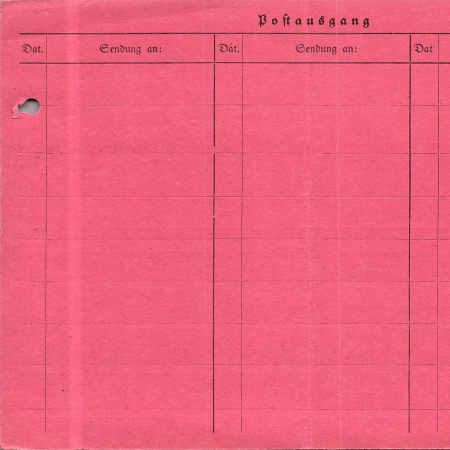 Postausgang
Dat. Sendung an: Dat. Sendung an: Dat